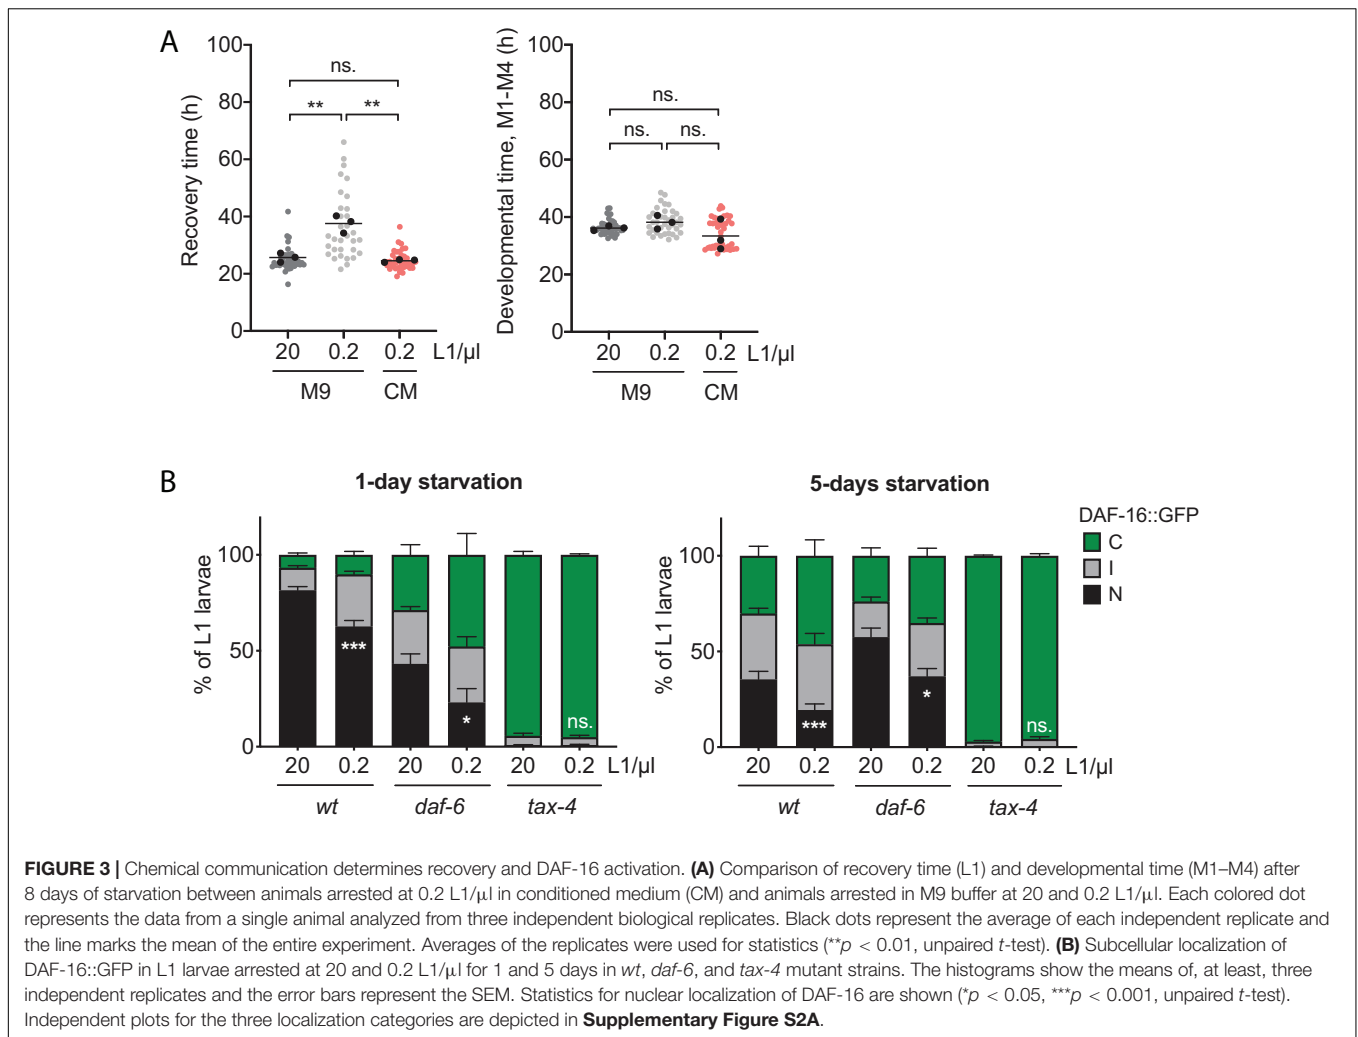 A
Recovery time (h)
100
80
60
40
20
0
ns.
**
**
20
0.2
0.2
L1/µl
M9
CM
Developmental time, M1-M4 (h)
100
80
60
40
20
0
ns.
ns.
ns.
20
0.2
0.2
L1/µl
M9
CM
B
1-day starvation
% of L1 larvae
100
50
0
***
*
ns.
20
0.2
20
0.2
20
0.2
L1/µl
wt
daf-6
tax-4
5-days starvation
% of L1 larvae
100
50
0
***
*
ns.
20
0.2
20
0.2
20
0.2
L1/µl
wt
daf-6
tax-4
DAF-16::GFP
C
I
N
FIGURE 3 | Chemical communication determines recovery and DAF-16 activation. (A) Comparison of recovery time (L1) and developmental time (M1–M4) after
8 days of starvation between animals arrested at 0.2 L1/µl in conditioned medium (CM) and animals arrested in M9 buffer at 20 and 0.2 L1/µl. Each colored dot
represents the data from a single animal analyzed from three independent biological replicates. Black dots represent the average of each independent replicate and
the line marks the mean of the entire experiment. Averages of the replicates were used for statistics (**p < 0.01, unpaired t-test). (B) Subcellular localization of
DAF-16::GFP in L1 larvae arrested at 20 and 0.2 L1/µl for 1 and 5 days in wt, daf-6, and tax-4 mutant strains. The histograms show the means of, at least, three
independent replicates and the error bars represent the SEM. Statistics for nuclear localization of DAF-16 are shown (*p < 0.05, ***p < 0.001, unpaired t-test).
Independent plots for the three localization categories are depicted in Supplementary Figure S2A.